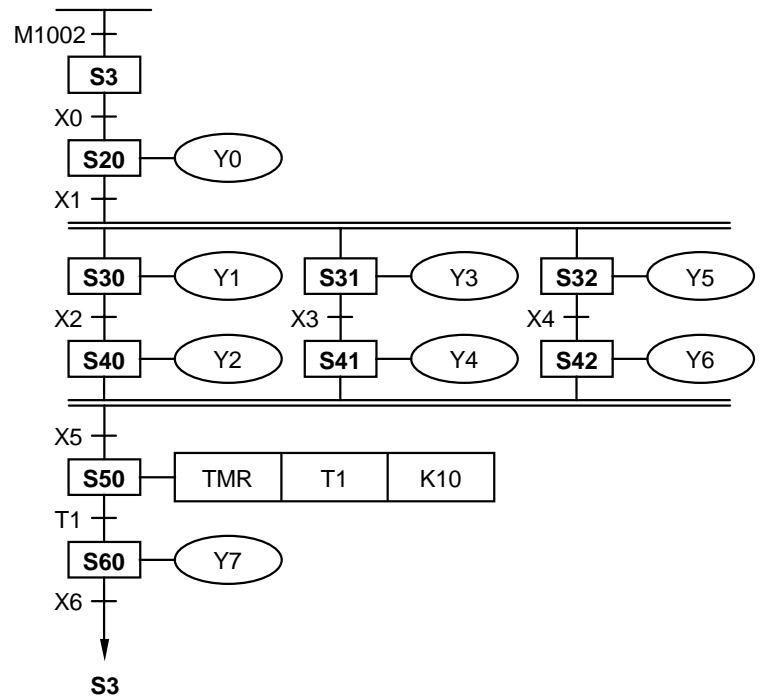 M1002
S3
X0
S20 Y0
X1
S30 Y1 S31 Y3 S32 Y5
X2 X3 X4
S40 Y2 S41 Y4 S42 Y6
X5
S50 TMR T1 K10
T1
S60 Y7
X6
S3